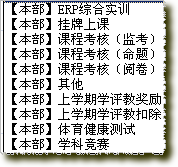 【本部】ERP综合实训
【本部】挂牌上课
【本部】课程考核（监考）
【本部】课程考核（命题）
【本部】课程考核（阅卷）
【本部】其他
【本部】上学期学评教奖励
【本部】上学期学评教扣除
【本部】体育健康测试
【本部】学科竞赛